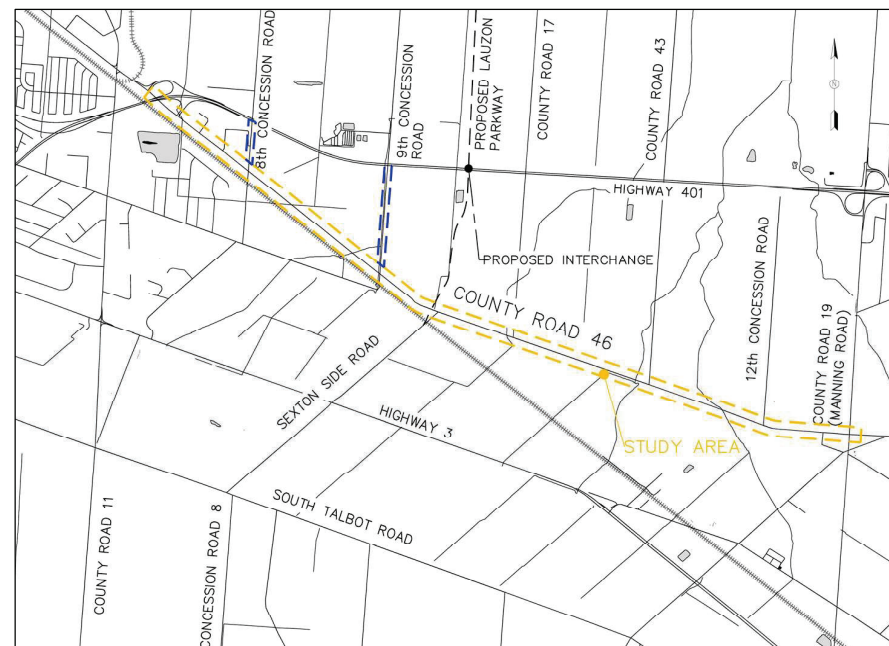 8th CONCESSION ROAD
9th CONCESSION
ROAD
PROPOSED LAUZON
PARKWAY
COUNTY ROAD 17
COUNTY ROAD 43
HIGHWAY 401
PROPOSED INTERCHANGE
COUNTY ROAD 46
12th CONCESSION ROAD
COUNTY ROAD 19
(MANNING ROAD)
SEXTON SIDE ROAD
HIGHWAY 3
STUDY AREA
SOUTH TALBOT ROAD
COUNTY ROAD 11
CONCESSION ROAD 8